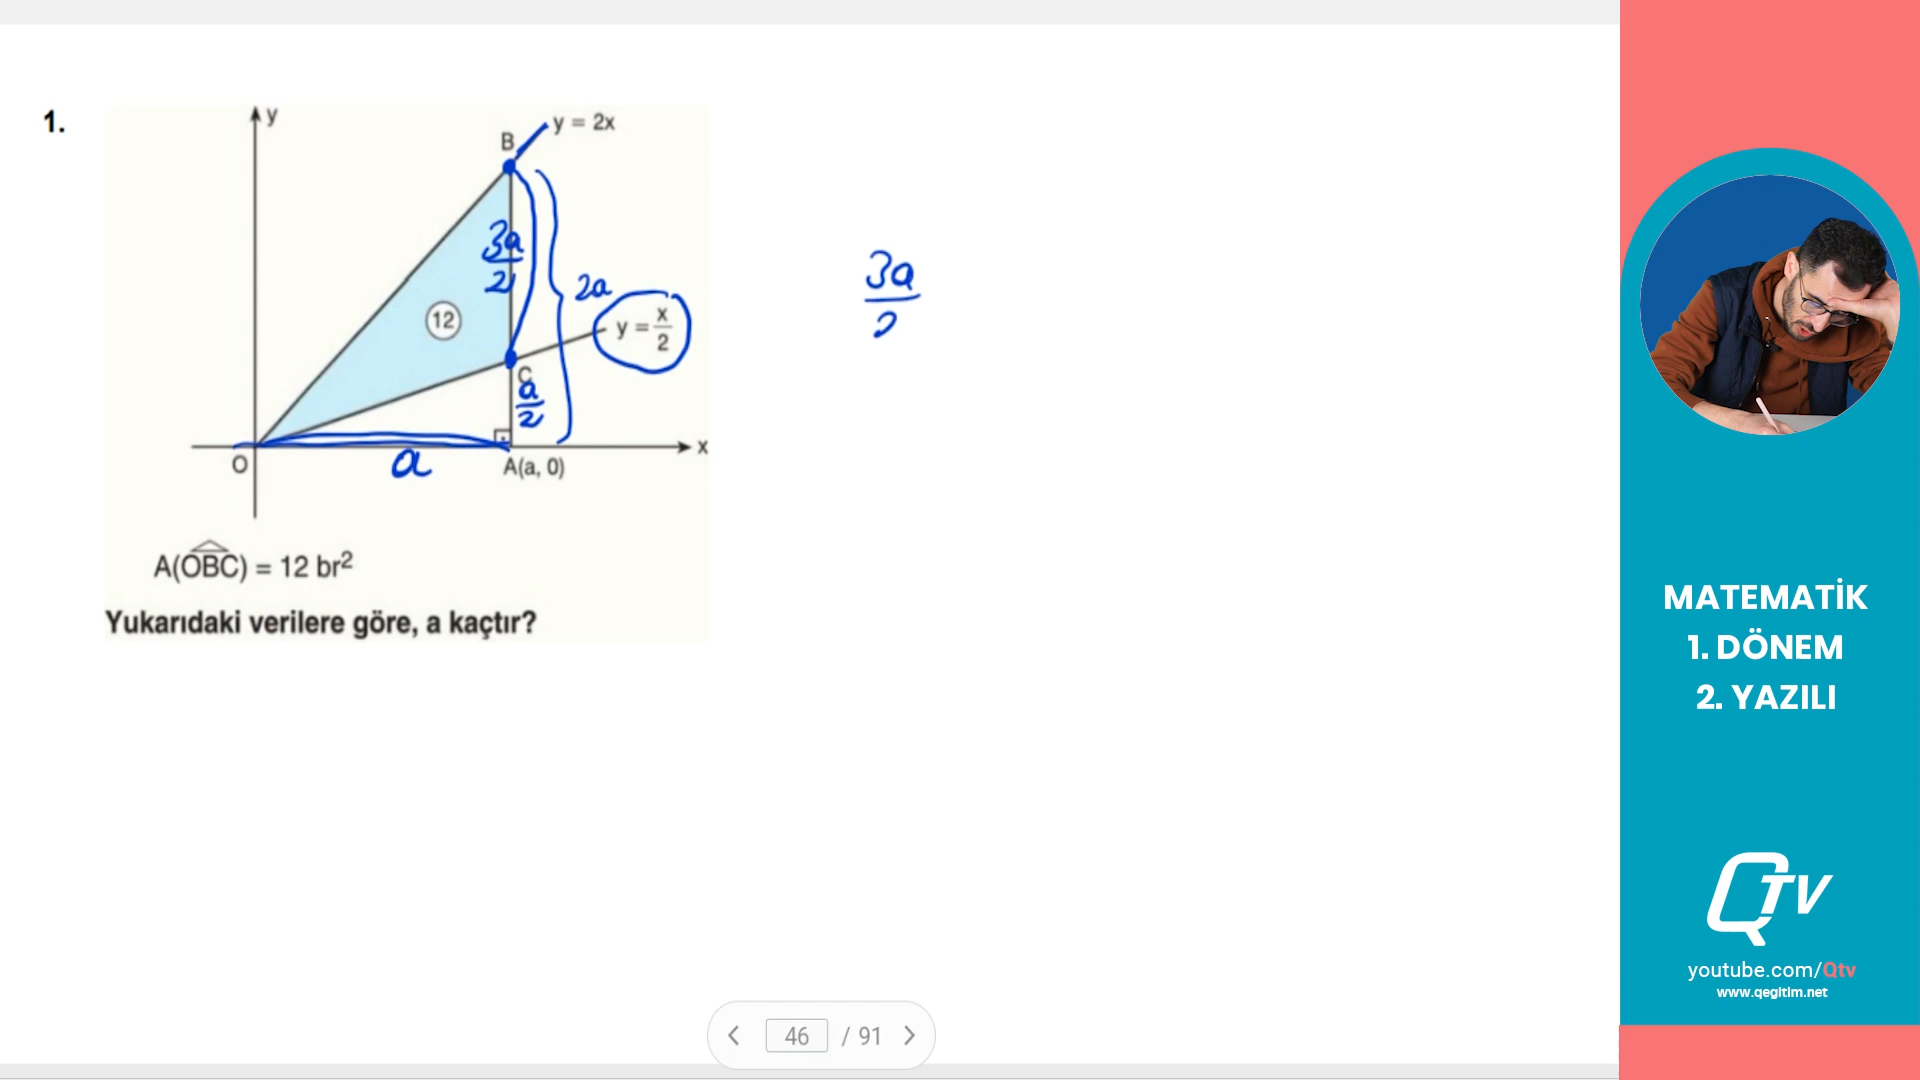 1.
y
B
y = 2x
3a
2
12
2a
y = x
2
C
a
2
x
O
a
A(a, 0)
3a
2
A(OBC) = 12 br²
Yukarıdaki verilere göre, a kaçtır?
46 / 91
MATEMATİK
1. DÖNEM
2. YAZILI
QTV
youtube.com/Qtv
www.qegitim.net